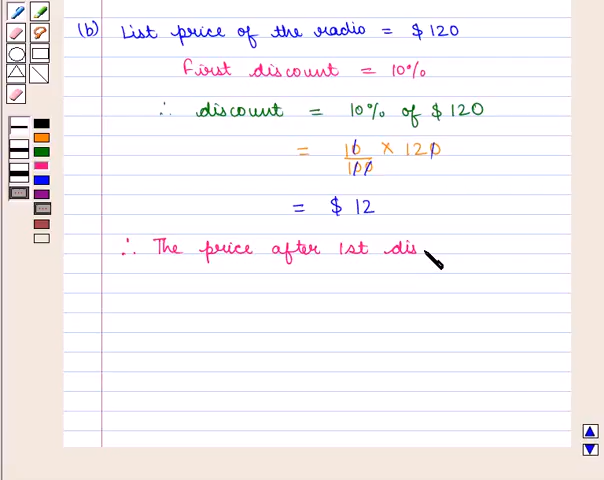 (b) List price of the radio = $120
First discount = 10%
∴ discount = 10% of $120
= 10/100 × 120
= $ 12
∴ The price after 1st dis